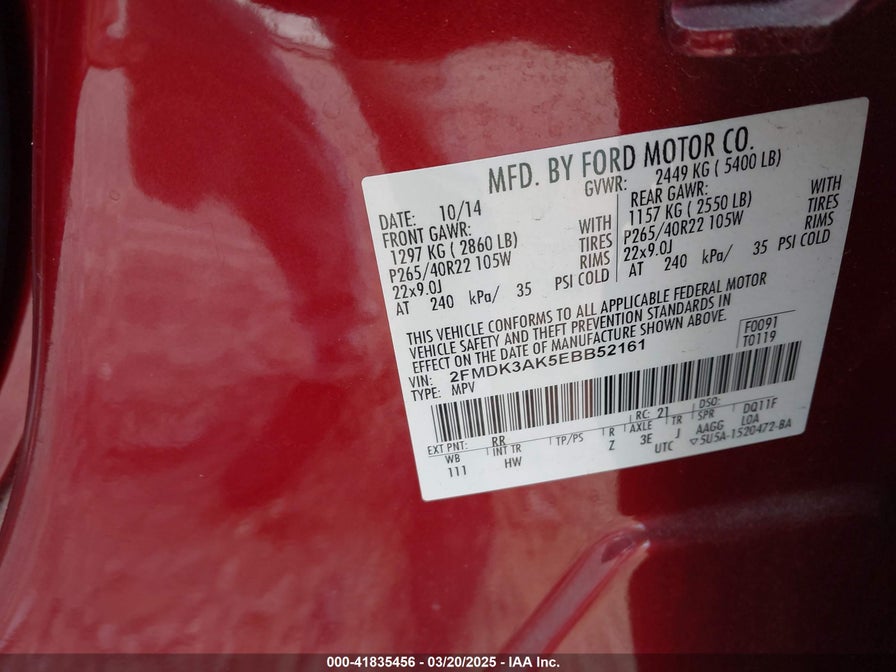 MFD. BY FORD MOTOR CO.
DATE: 10/14
GVWR: 2449 KG ( 5400 LB)
FRONT GAWR:
1297 KG ( 2860 LB) WITH
P265/40R22 105W TIRES
22x9.0J RIMS
AT 240 kPa/ 35 PSI COLD
REAR GAWR:
1157 KG ( 2550 LB) WITH
P265/40R22 105W TIRES
22x9.0J RIMS
AT 240 kPa/ 35 PSI COLD
THIS VEHICLE CONFORMS TO ALL APPLICABLE FEDERAL MOTOR
VEHICLE SAFETY AND THEFT PREVENTION STANDARDS IN
EFFECT ON THE DATE OF MANUFACTURE SHOWN ABOVE.
F0091
T0119
VIN: 2FMDK3AK5EBB52161
TYPE: MPV
EXT PNT: RR RC: 21 DSO: DQ11F
WB INT TR TP/PS R AXLE TR SPR LOA
111 HW Z 3E J AAGG
UTC ▽5U5A-1520472-BA
000-41835456 - 03/20/2025 - IAA Inc.